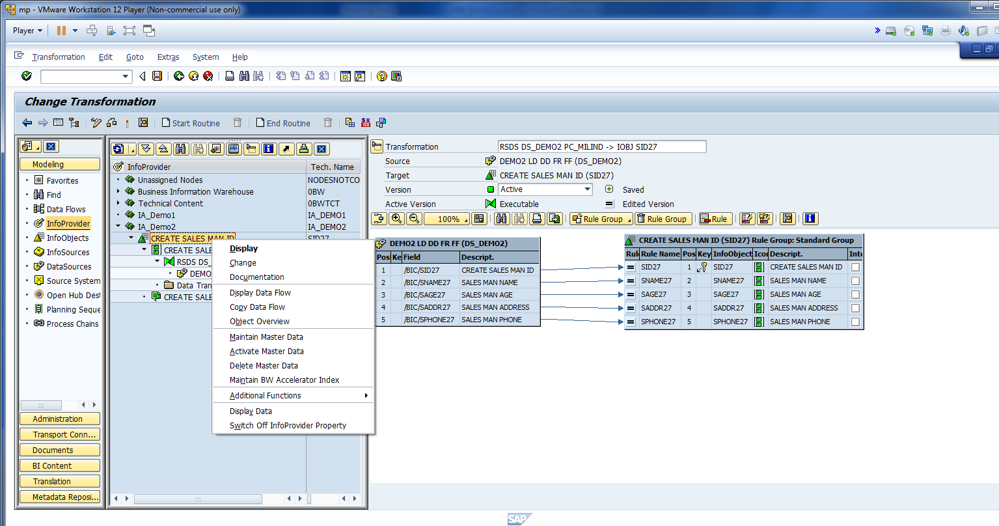 mp - VMware Workstation 12 Player (Non-commercial use only)
Player
Transformation Edit Goto Extras System Help
Change Transformation
Start Routine End Routine
Modeling
Favorites
Find
Data Flows
InfoProvider
InfoObjects
InfoSources
DataSources
Source System
Open Hub Dest
Planning Seque
Process Chains
Administration
Transport Conn...
Documents
BI Content
Translation
Metadata Reposi...
InfoProvider Tech. Name
Unassigned Nodes NODESNOTCO
Business Information Warehouse 0BW
Technical Content 0BWTCT
IA_Demo1 IA_DEMO1
IA_Demo2 IA_DEMO2
CREATE SALES MAN ID SID27
CREATE SALE
RSDS DS_
DEMO
Data Tran
CREATE SALE
Display
Change
Documentation
Display Data Flow
Copy Data Flow
Object Overview
Maintain Master Data
Activate Master Data
Delete Master Data
Maintain BW Accelerator Index
Additional Functions
Display Data
Switch Off InfoProvider Property
Transformation RSDS DS_DEMO2 PC_MILIND -> IOBJ SID27
Source DEMO2 LD DD FR FF (DS_DEMO2)
Target CREATE SALES MAN ID (SID27)
Version Active Saved
Active Version Executable Edited Version
100% Rule Group Rule Group Rule
DEMO2 LD DD FR FF (DS_DEMO2)
Pos Ke Field Descript.
1 /BIC/SID27 CREATE SALES MAN ID
2 /BIC/SNAME27 SALES MAN NAME
3 /BIC/SAGE27 SALES MAN AGE
4 /BIC/SADDR27 SALES MAN ADDRESS
5 /BIC/SPHONE27 SALES MAN PHONE
CREATE SALES MAN ID (SID27) Rule Group: Standard Group
Rule Rule Name Pos Key InfoObject Icon Descript. Inte
SID27 1 SID27 CREATE SALES MAN ID
SNAME27 2 SNAME27 SALES MAN NAME
SAGE27 3 SAGE27 SALES MAN AGE
SADDR27 4 SADDR27 SALES MAN ADDRESS
SPHONE27 5 SPHONE27 SALES MAN PHONE
SAP